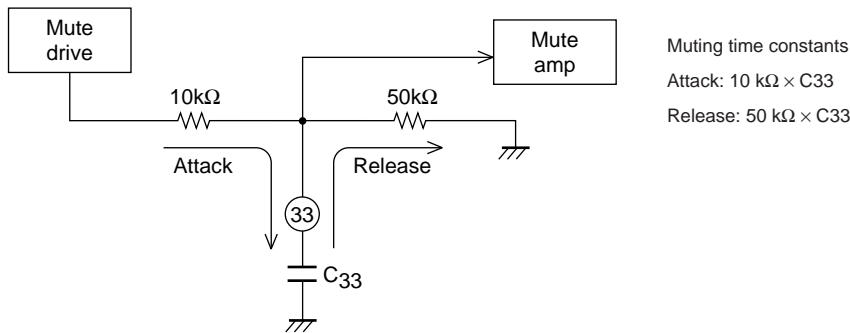 Mute
drive
Mute
amp
Muting time constants
Attack: 10 kΩ × C33
Release: 50 kΩ × C33
10kΩ
50kΩ
Attack
Release
33
C33